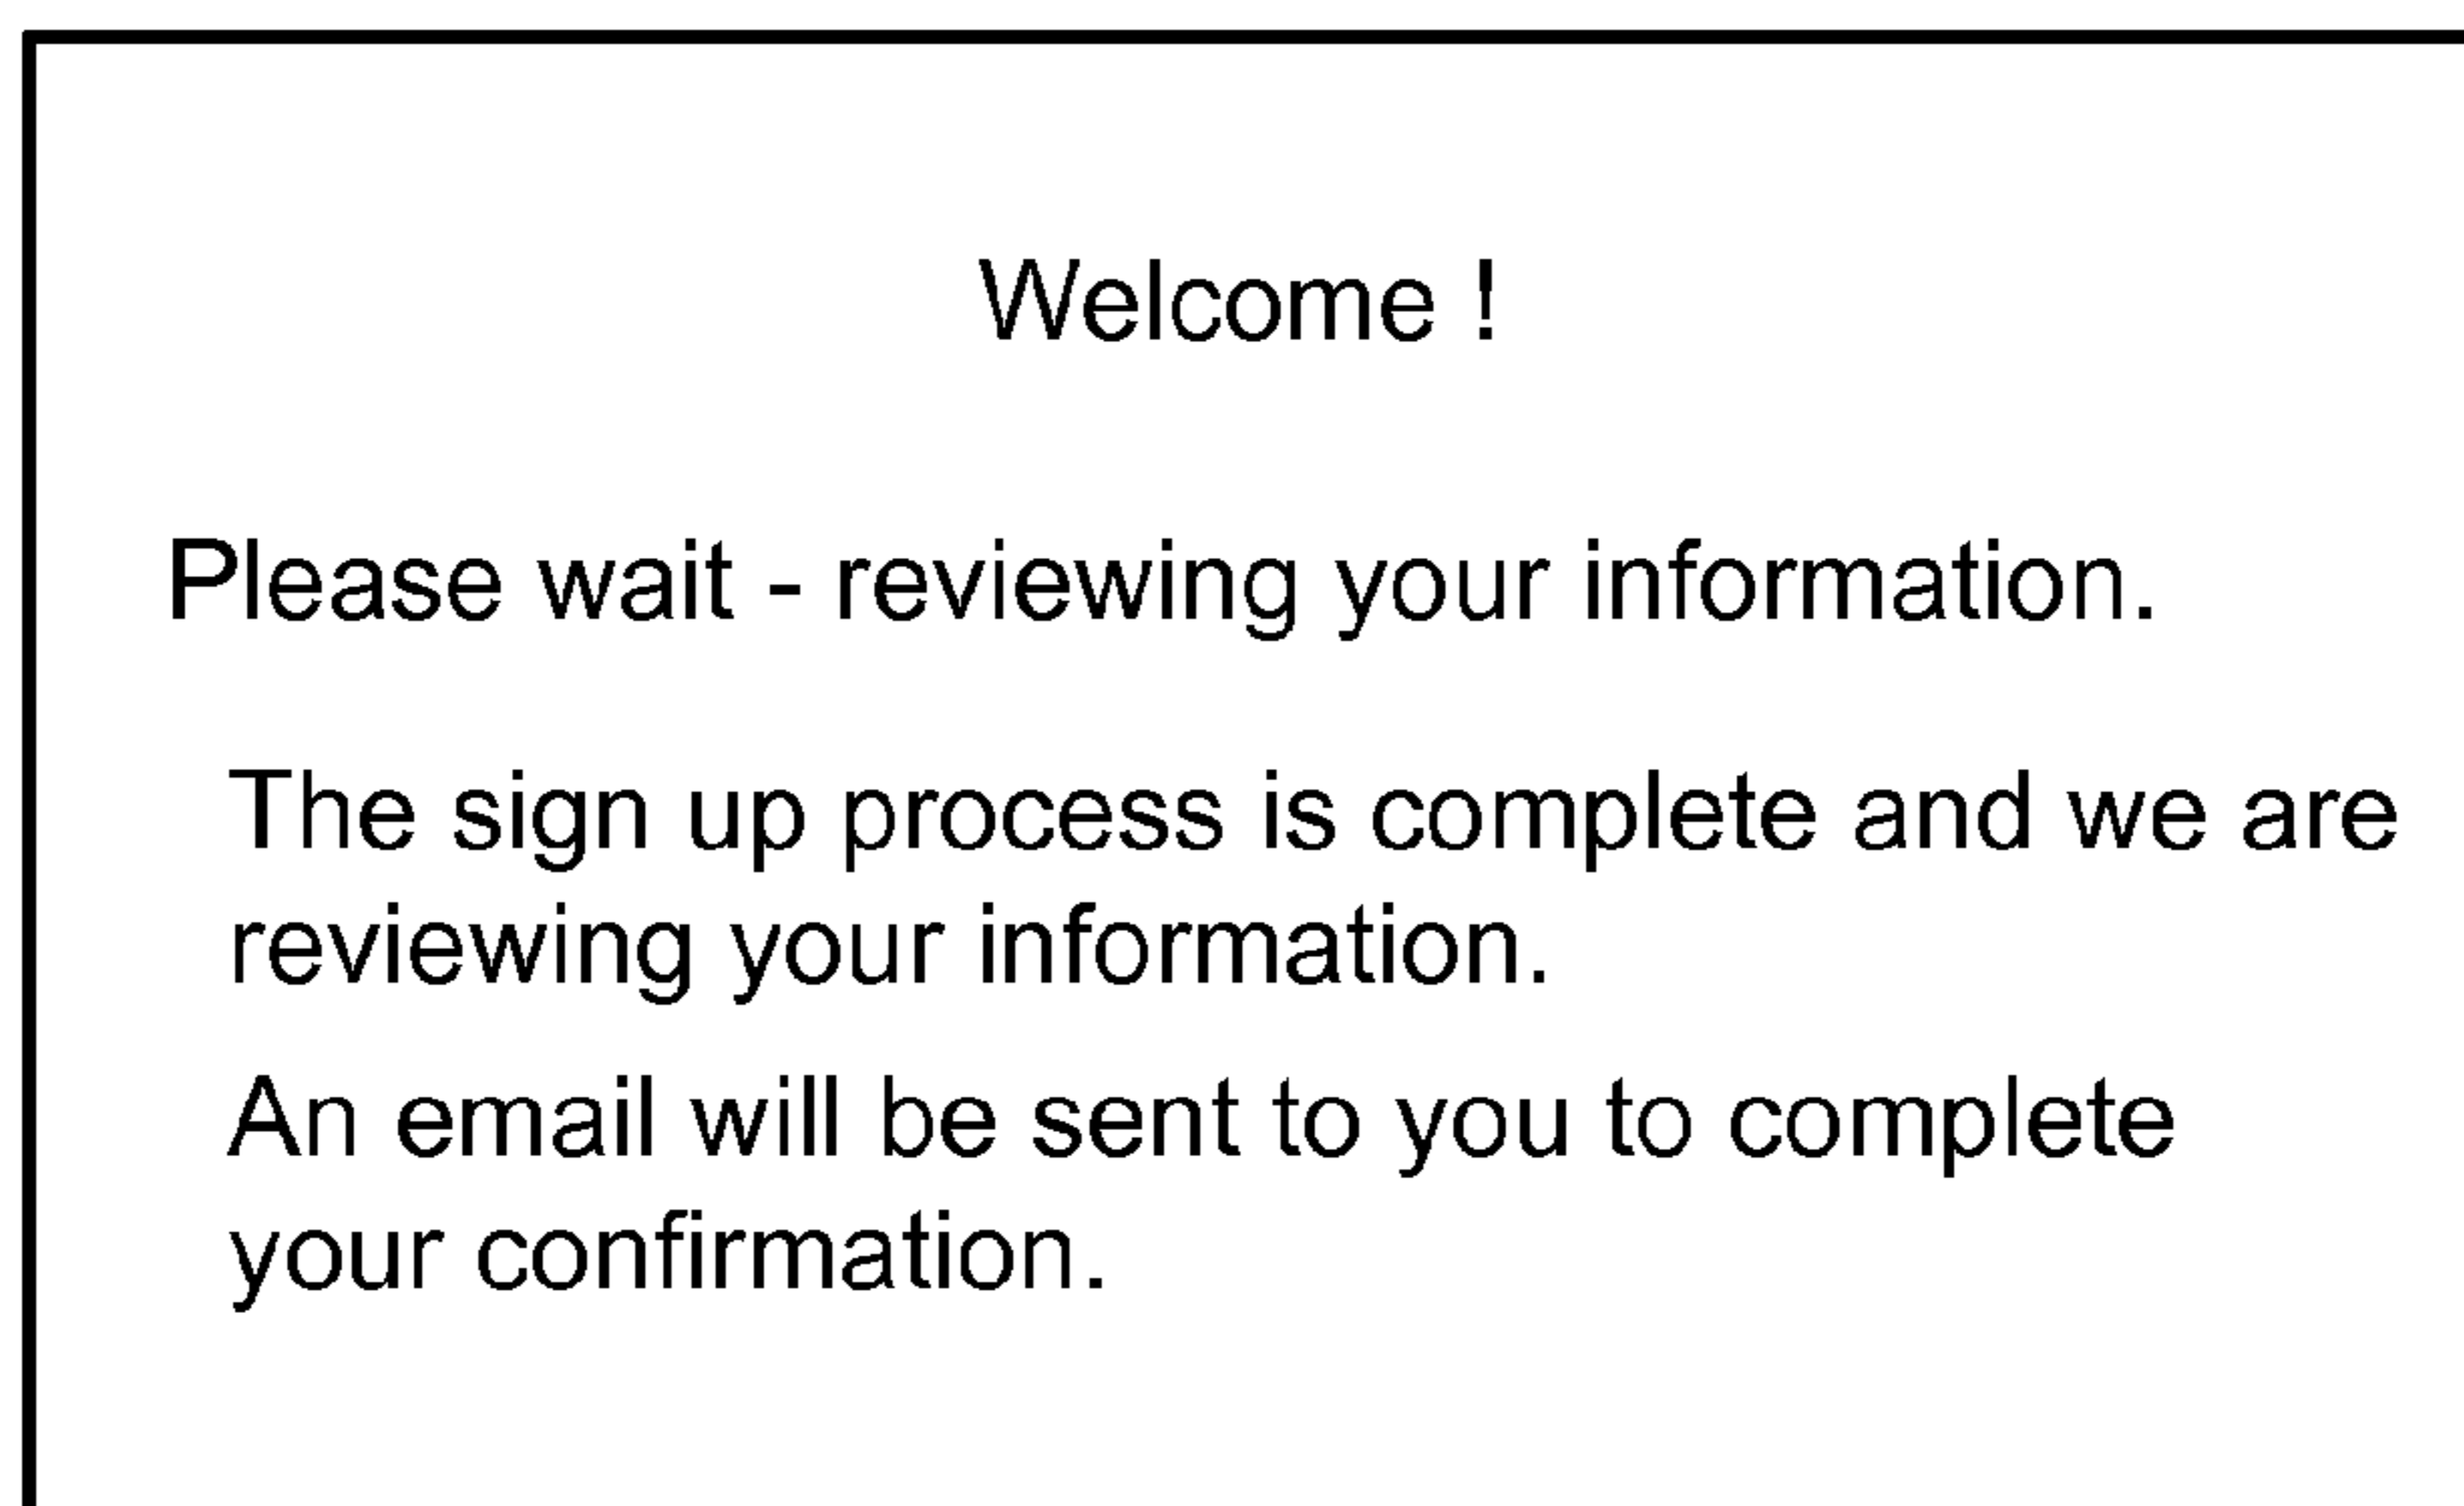 Welcome !
Please wait - reviewing your information.
The sign up process is complete and we are
reviewing your information.
An email will be sent to you to complete
your confirmation.